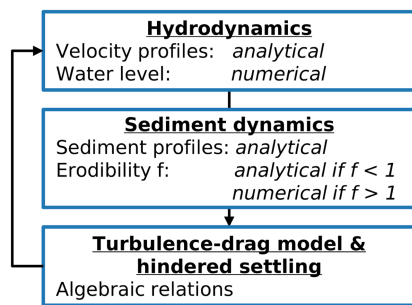 Hydrodynamics
Velocity profiles: analytical
Water level: numerical
Sediment dynamics
Sediment profiles: analytical
Erodibility f: analytical if f < 1
numerical if f > 1
Turbulence-drag model &
hindered settling
Algebraic relations